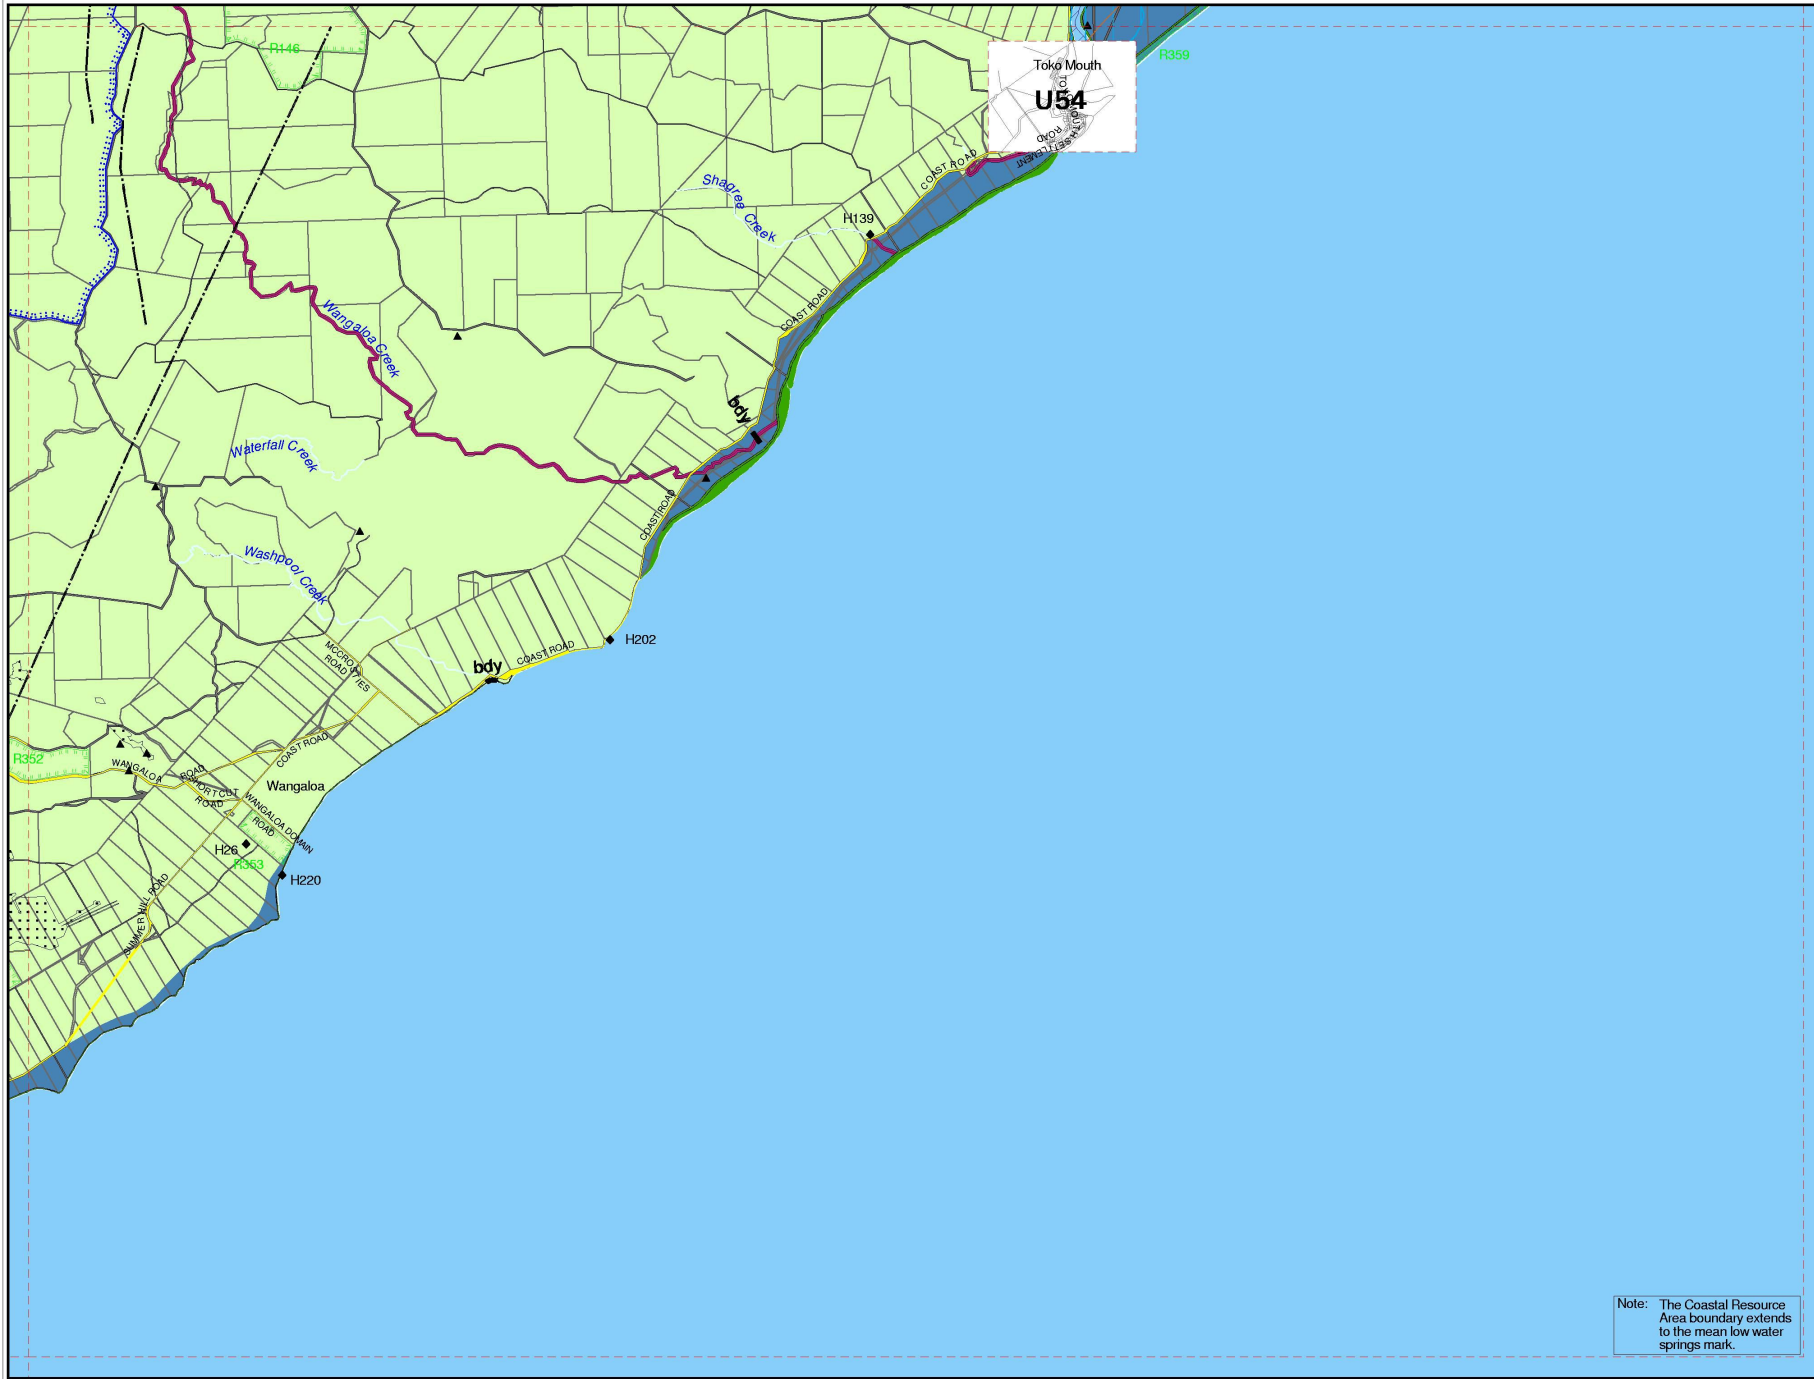 R146
R359
Toko Mouth
U54
TOKOMOUTH
ROAD
SETTLEMENT
COAST ROAD
Shagree Creek
H139
COAST ROAD
Wangaloa Creek
bdy
Waterfall Creek
COAST ROAD
Washpool Creek
H202
MCCROSTIES
ROAD
COAST ROAD
bdy
COAST ROAD
R352
WANGALOA
ROAD
SHORTCUT
ROAD
Wangaloa
WANGALOA DOMAIN
ROAD
H26
R353
H220
SUMMER HILL ROAD
Note: The Coastal Resource
Area boundary extends
to the mean low water
springs mark.